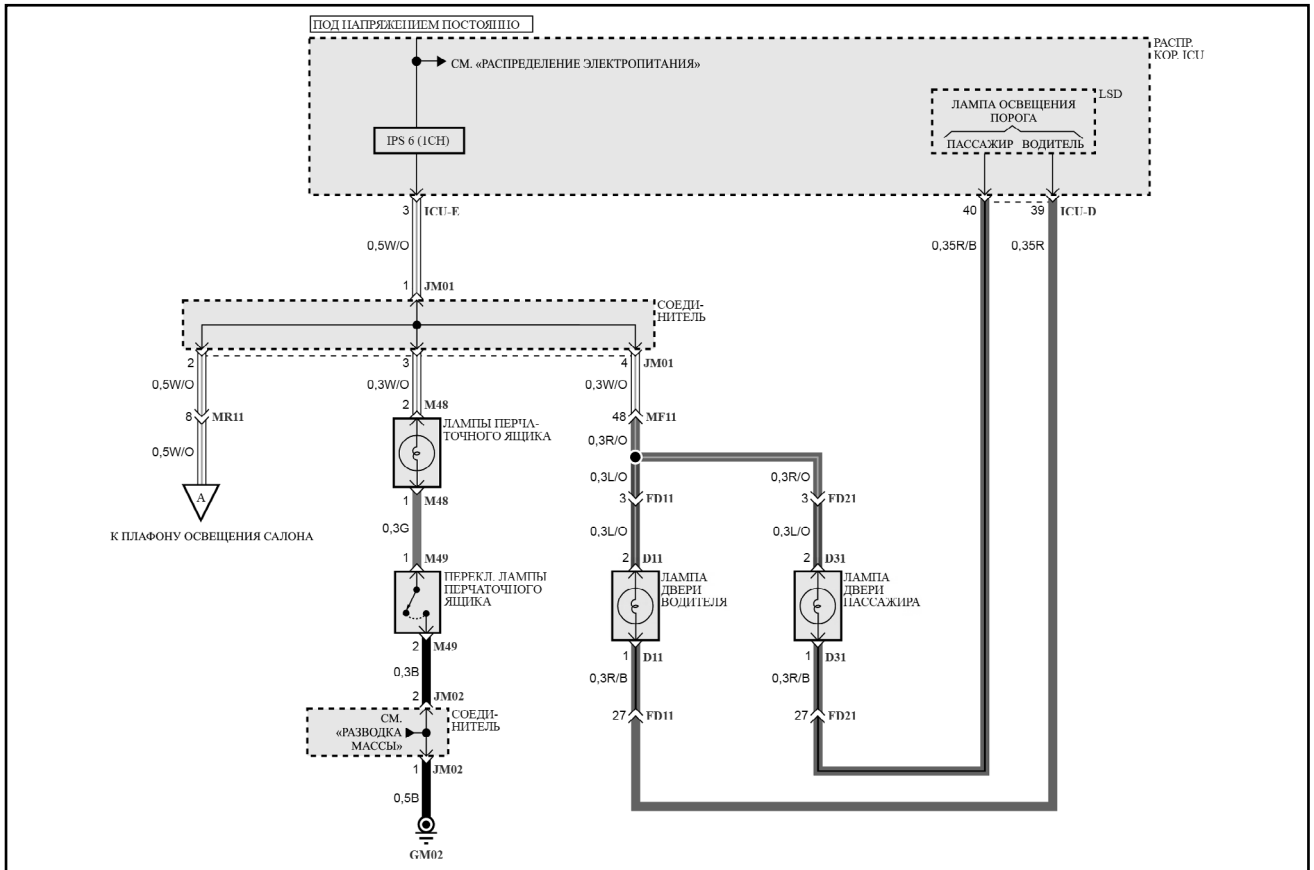 ПОД НАПРЯЖЕНИЕМ ПОСТОЯННО
РАСПР.
КОР. ICU
СМ. «РАСПРЕДЕЛЕНИЕ ЭЛЕКТРОПИТАНИЯ»
LSD
ЛАМПА ОСВЕЩЕНИЯ
ПОРОГА
IPS 6 (1CH)
ПАССАЖИР ВОДИТЕЛЬ
3 ICU-E
40 39 ICU-D
0,5W/O
0,35R/B 0,35R
1 JM01
СОЕДИ-
НИТЕЛЬ
2 3 4 JM01
0,5W/O 0,3W/O 0,3W/O
2 M48
8 MR11
48 MF11
ЛАМПЫ ПЕРЧА-
ТОЧНОГО ЯЩИКА
0,3R/O
0,5W/O
0,3L/O 0,3R/O
A
1 M48
3 FD11
3 FD21
0,3G
0,3L/O 0,3L/O
К ПЛАФОНУ ОСВЕЩЕНИЯ САЛОНА
1 M49
2 D11
2 D31
ПЕРЕКЛ. ЛАМПЫ
ПЕРЧАТОЧНОГО
ЯЩИКА
ЛАМПА
ДВЕРИ
ВОДИТЕЛЯ
ЛАМПА
ДВЕРИ
ПАССАЖИРА
2 M49
1 D11
1 D31
0,3B
0,3R/B 0,3R/B
2 JM02
27 FD11
27 FD21
СМ.
«РАЗВОДКА
МАССЫ»
СОЕДИ-
НИТЕЛЬ
1 JM02
0,5B
GM02